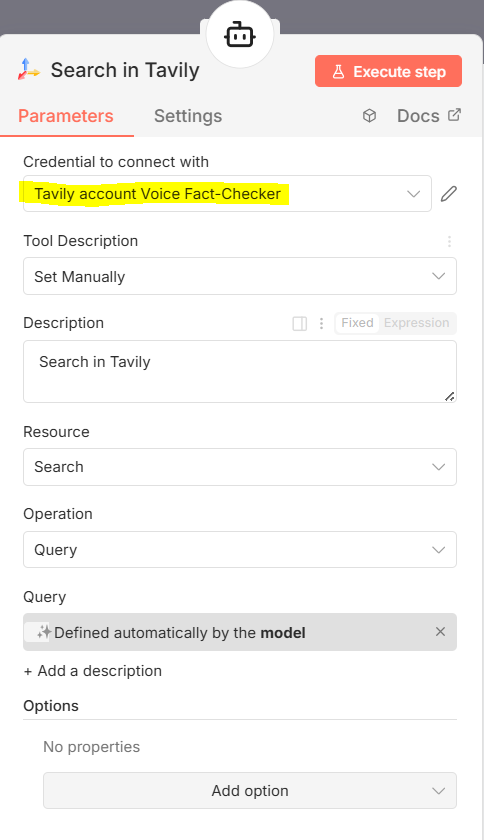 Search in Tavily
Execute step
Parameters
Settings
Docs
Credential to connect with
Tavily account Voice Fact-Checker
Tool Description
Set Manually
Description
Fixed
Expression
Search in Tavily
Resource
Search
Operation
Query
Query
Defined automatically by the model
+ Add a description
Options
No properties
Add option